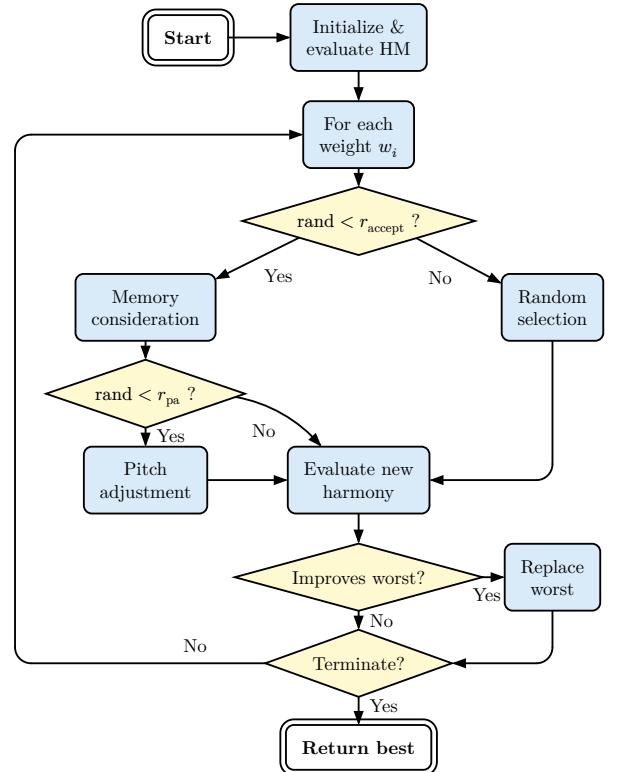 Start
Initialize &
evaluate HM
For each
weight w_i
rand < r_accept ?
Yes
No
Memory
consideration
Random
selection
rand < r_pa ?
Yes
No
Pitch
adjustment
Evaluate new
harmony
Improves worst?
Yes
Replace
worst
No
Terminate?
No
Yes
Return best